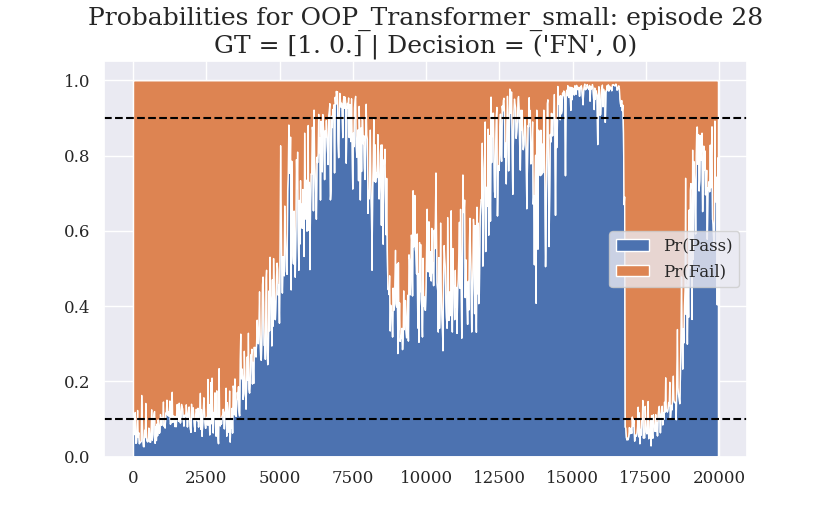 Probabilities for OOP_Transformer_small: episode 28
GT = [1. 0.] | Decision = ('FN', 0)
1.0
0.8
0.6
0.4
0.2
0.0
Pr(Pass)
Pr(Fail)
0 2500 5000 7500 10000 12500 15000 17500 20000